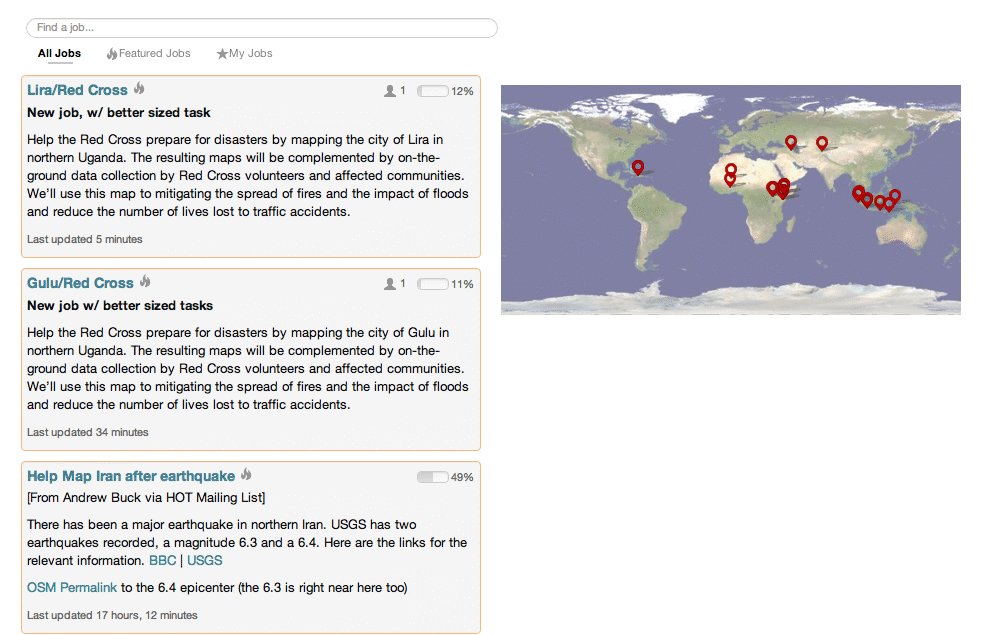 Find a job...
All Jobs Featured Jobs My Jobs
Lira/Red Cross 1 12%
New job, w/ better sized task
Help the Red Cross prepare for disasters by mapping the city of Lira in
northern Uganda. The resulting maps will be complemented by on-the-
ground data collection by Red Cross volunteers and affected communities.
We'll use this map to mitigating the spread of fires and the impact of floods
and reduce the number of lives lost to traffic accidents.
Last updated 5 minutes
Gulu/Red Cross 1 11%
New job w/ better sized tasks
Help the Red Cross prepare for disasters by mapping the city of Gulu in
northern Uganda. The resulting maps will be complemented by on-the-
ground data collection by Red Cross volunteers and affected communities.
We'll use this map to mitigating the spread of fires and the impact of floods
and reduce the number of lives lost to traffic accidents.
Last updated 34 minutes
Help Map Iran after earthquake 49%
[From Andrew Buck via HOT Mailing List]
There has been a major earthquake in northern Iran. USGS has two
earthquakes recorded, a magnitude 6.3 and a 6.4. Here are the links for the
relevant information. BBC | USGS
OSM Permalink to the 6.4 epicenter (the 6.3 is right near here too)
Last updated 17 hours, 12 minutes